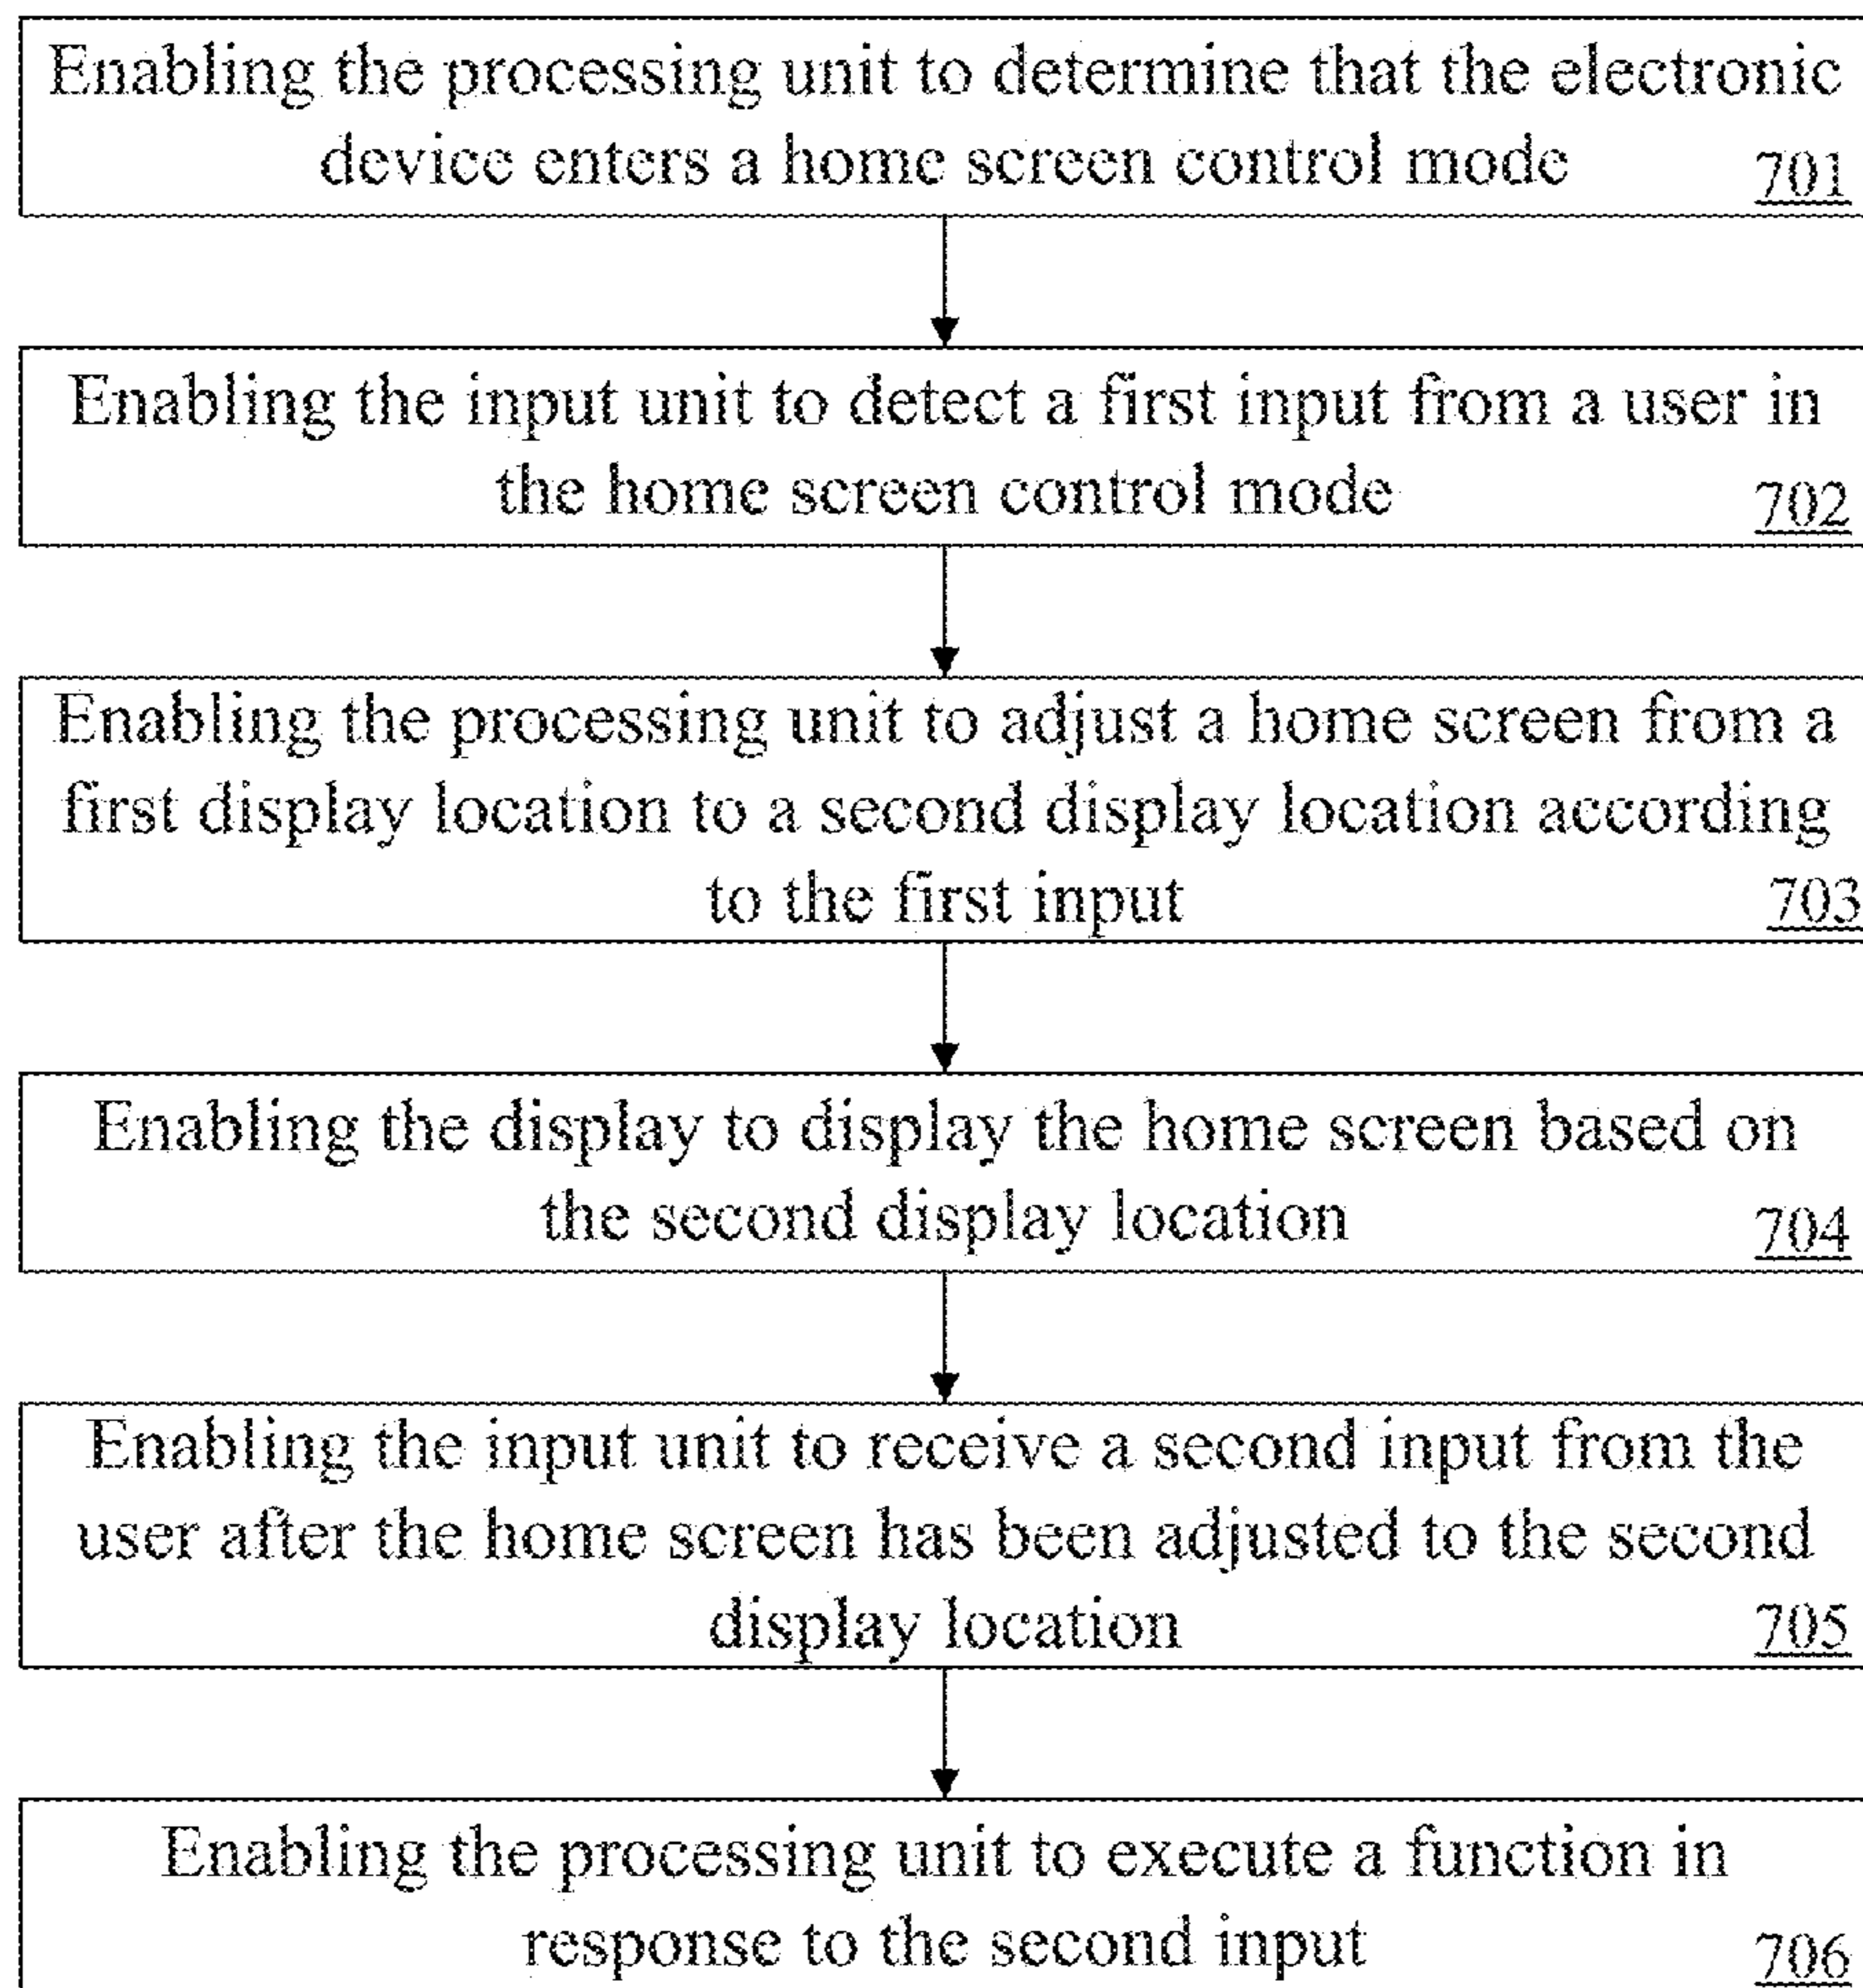 Enabling the processing unit to determine that the electronic
device enters a home screen control mode
701
Enabling the input unit to detect a first input from a user in
the home screen control mode
702
Enabling the processing unit to adjust a home screen from a
first display location to a second display location according
to the first input
703
Enabling the display to display the home screen based on
the second display location
704
Enabling the input unit to receive a second input from the
user after the home screen has been adjusted to the second
display location
705
Enabling the processing unit to execute a function in
response to the second input
706